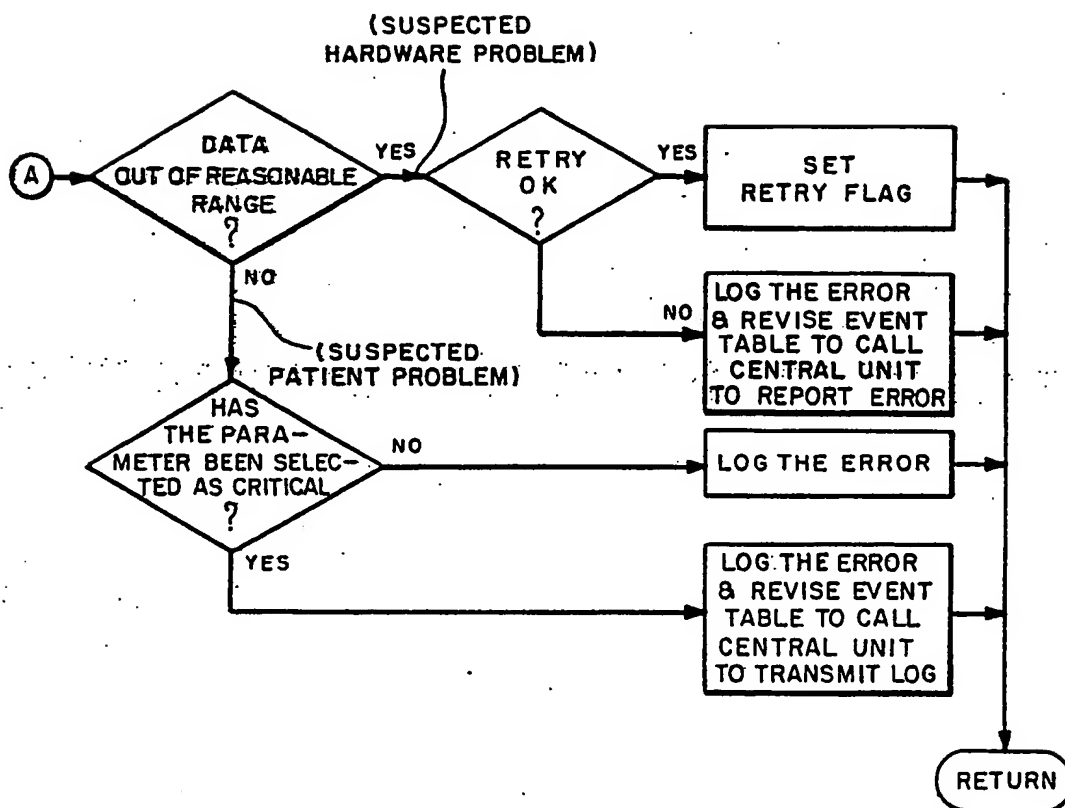 (SUSPECTED
HARDWARE PROBLEM)
A
DATA
OUT OF REASONABLE
RANGE
?
YES
RETRY
OK
?
YES
SET
RETRY FLAG
NO
(SUSPECTED
PATIENT PROBLEM)
NO
LOG THE ERROR
& REVISE EVENT
TABLE TO CALL
CENTRAL UNIT
TO REPORT ERROR
HAS
THE PARA-
METER BEEN SELEC-
TED AS CRITICAL
?
NO
LOG THE ERROR
YES
LOG THE ERROR
& REVISE EVENT
TABLE TO CALL
CENTRAL UNIT
TO TRANSMIT LOG
RETURN